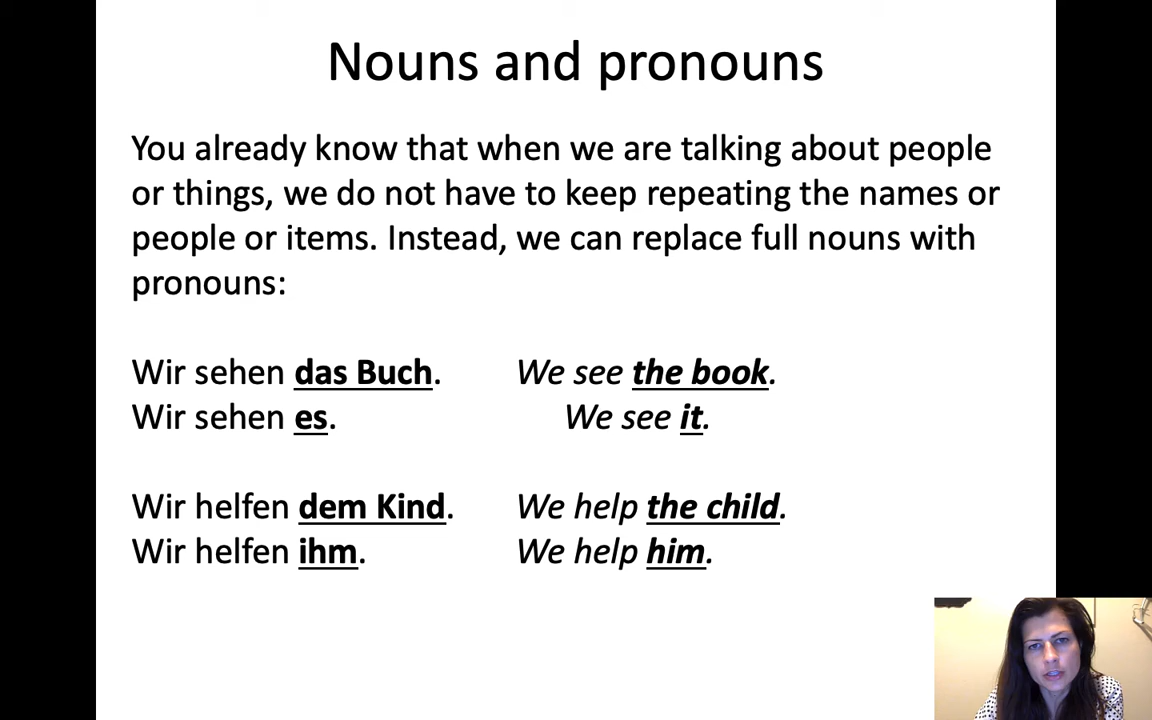 Nouns and pronouns
You already know that when we are talking about people
or things, we do not have to keep repeating the names or
people or items. Instead, we can replace full nouns with
pronouns:
Wir sehen das Buch. We see the book.
Wir sehen es. We see it.
Wir helfen dem Kind. We help the child.
Wir helfen ihm. We help him.